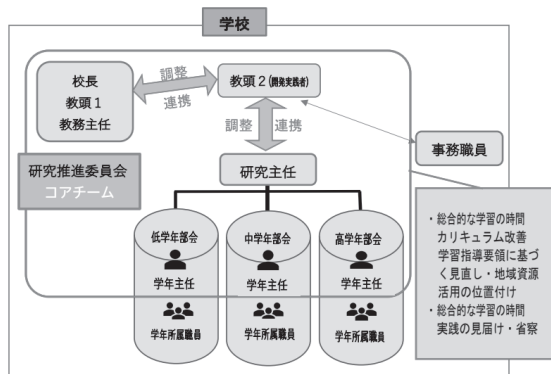 学校
校長
教頭1
教務主任
調整
連携
教頭2(開発実践者)
調整 連携
事務職員
研究推進委員会
コアチーム
研究主任
低学年部会
中学年部会
高学年部会
学年主任
学年主任
学年主任
学年所属職員
学年所属職員
学年所属職員
・総合的な学習の時間
カリキュラム改善
学習指導要領に基づ
く見直し・地域資源
活用の位置付け
・総合的な学習の時間
実践の見届け・省察